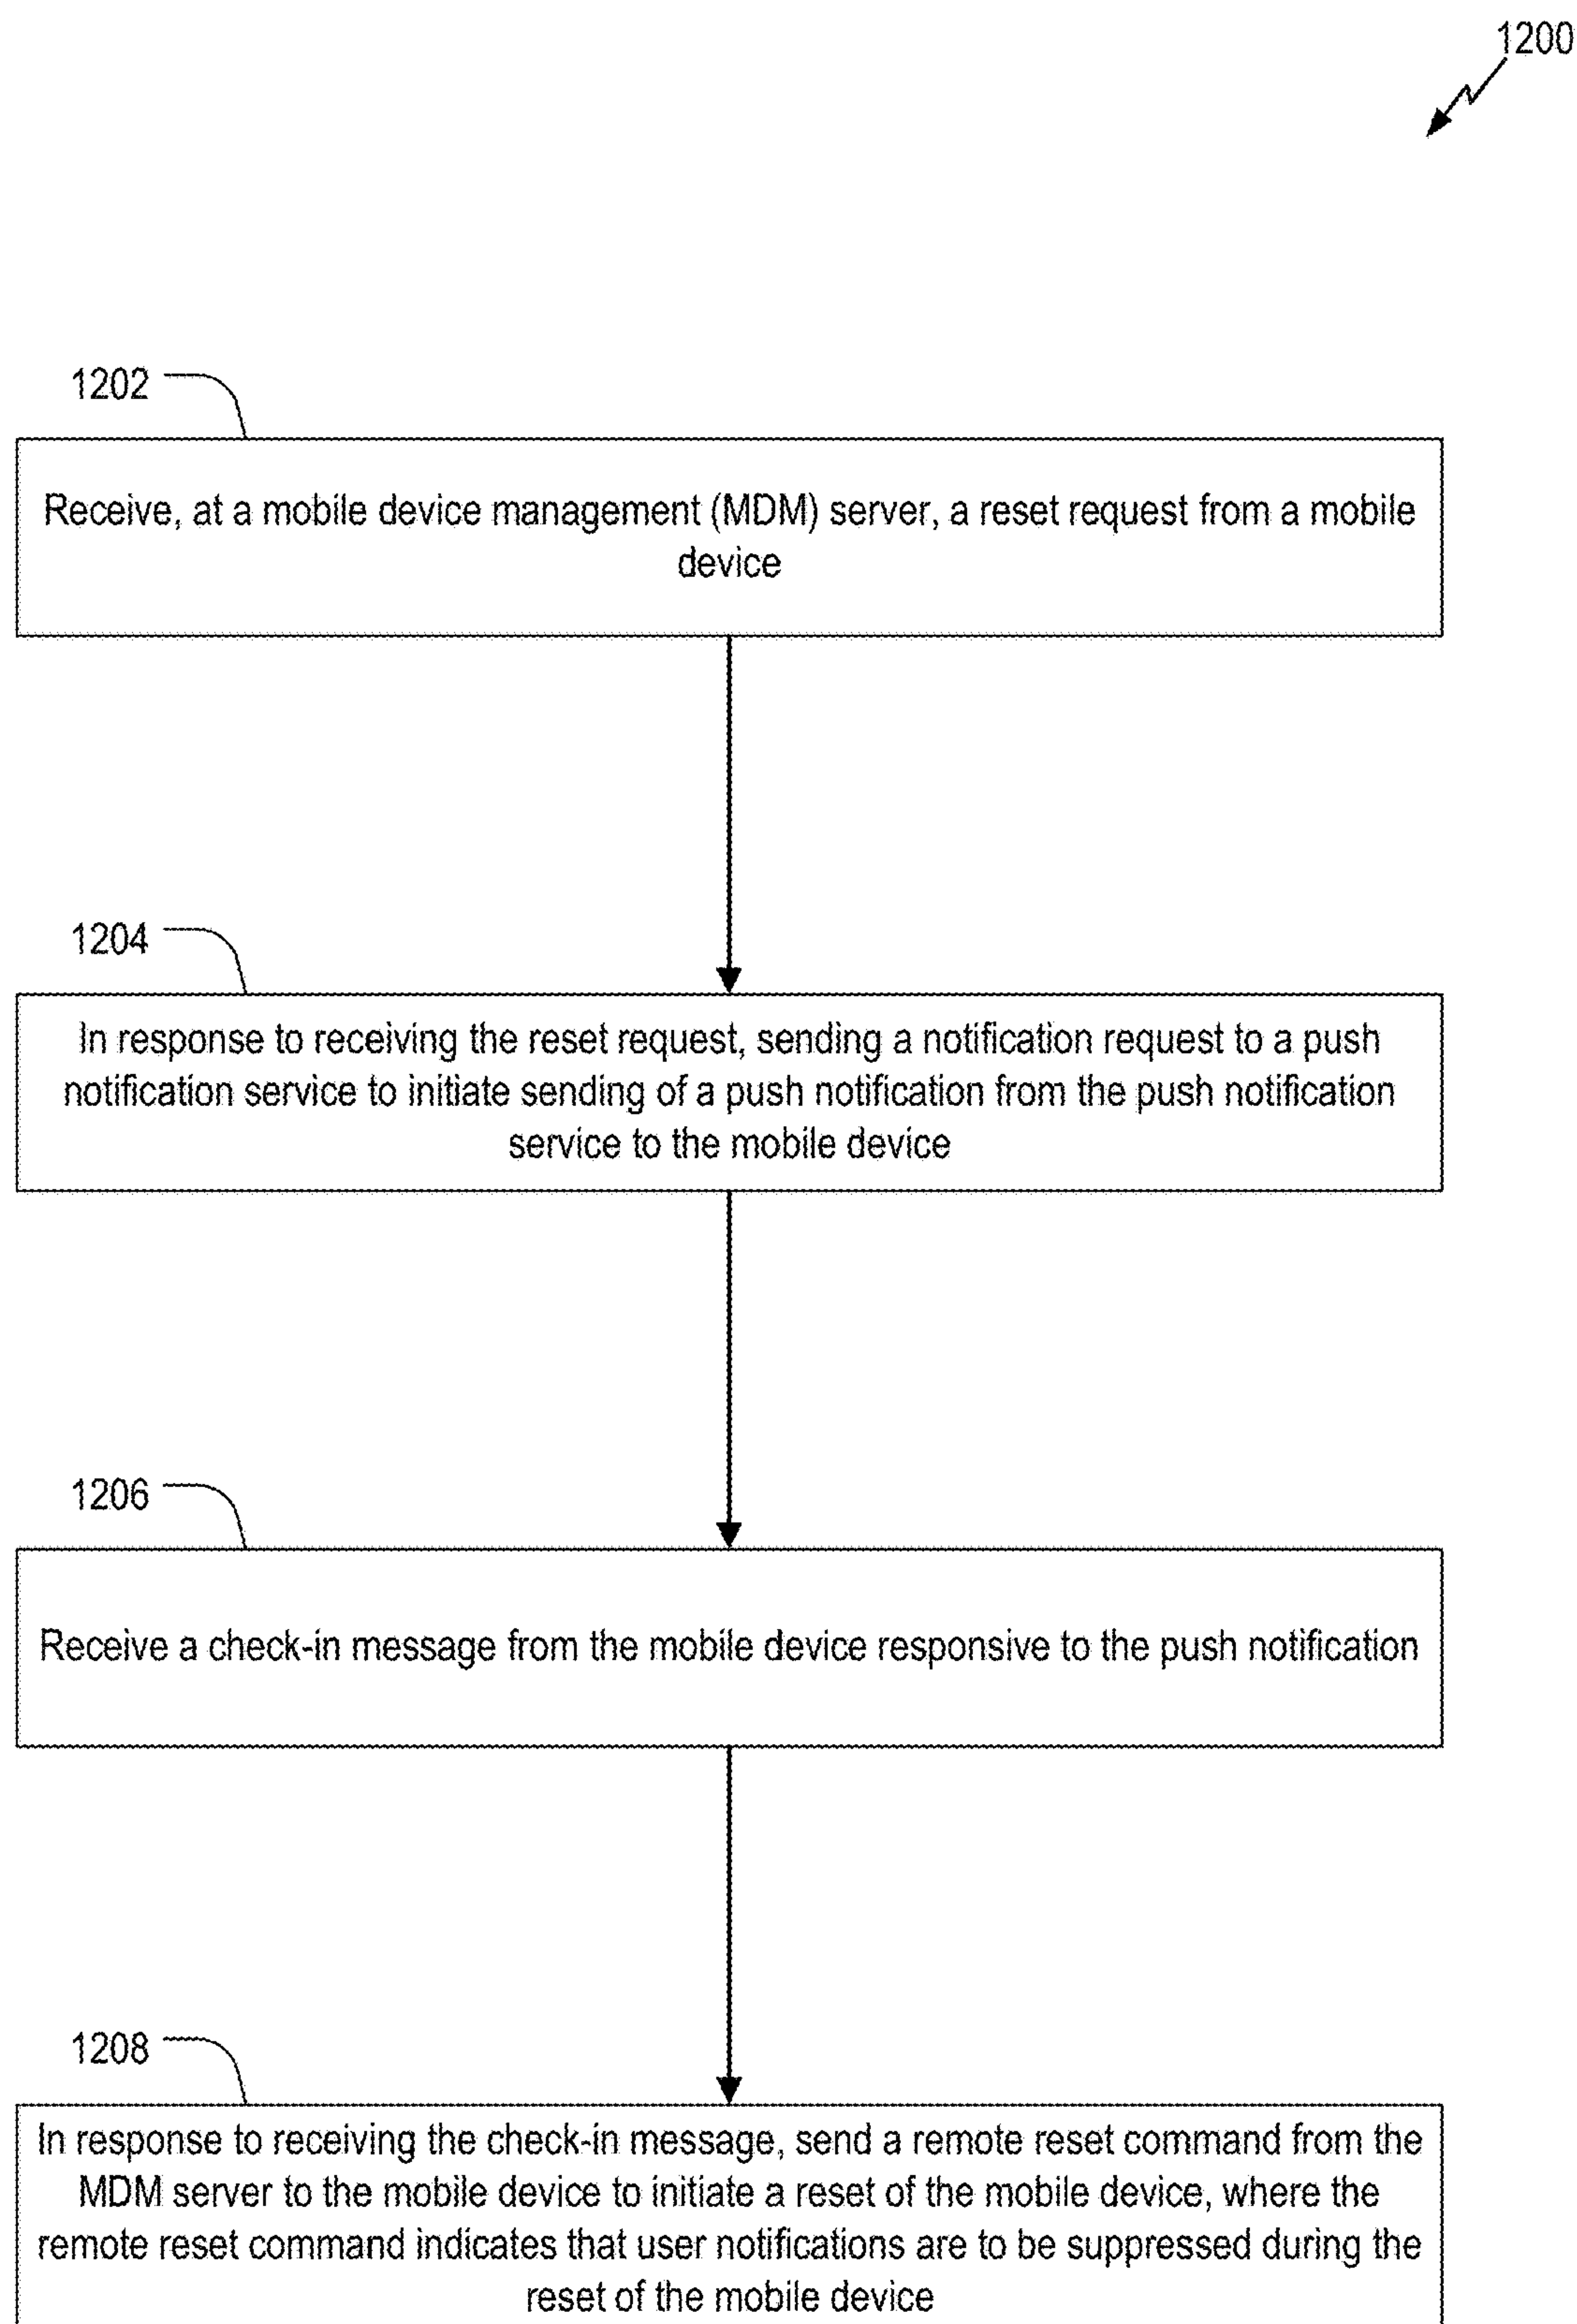 1200
1202
Receive, at a mobile device management (MDM) server, a reset request from a mobile
device
1204
In response to receiving the reset request, sending a notification request to a push
notification service to initiate sending of a push notification from the push notification
service to the mobile device
1206
Receive a check-in message from the mobile device responsive to the push notification
1208
In response to receiving the check-in message, send a remote reset command from the
MDM server to the mobile device to initiate a reset of the mobile device, where the
remote reset command indicates that user notifications are to be suppressed during the
reset of the mobile device